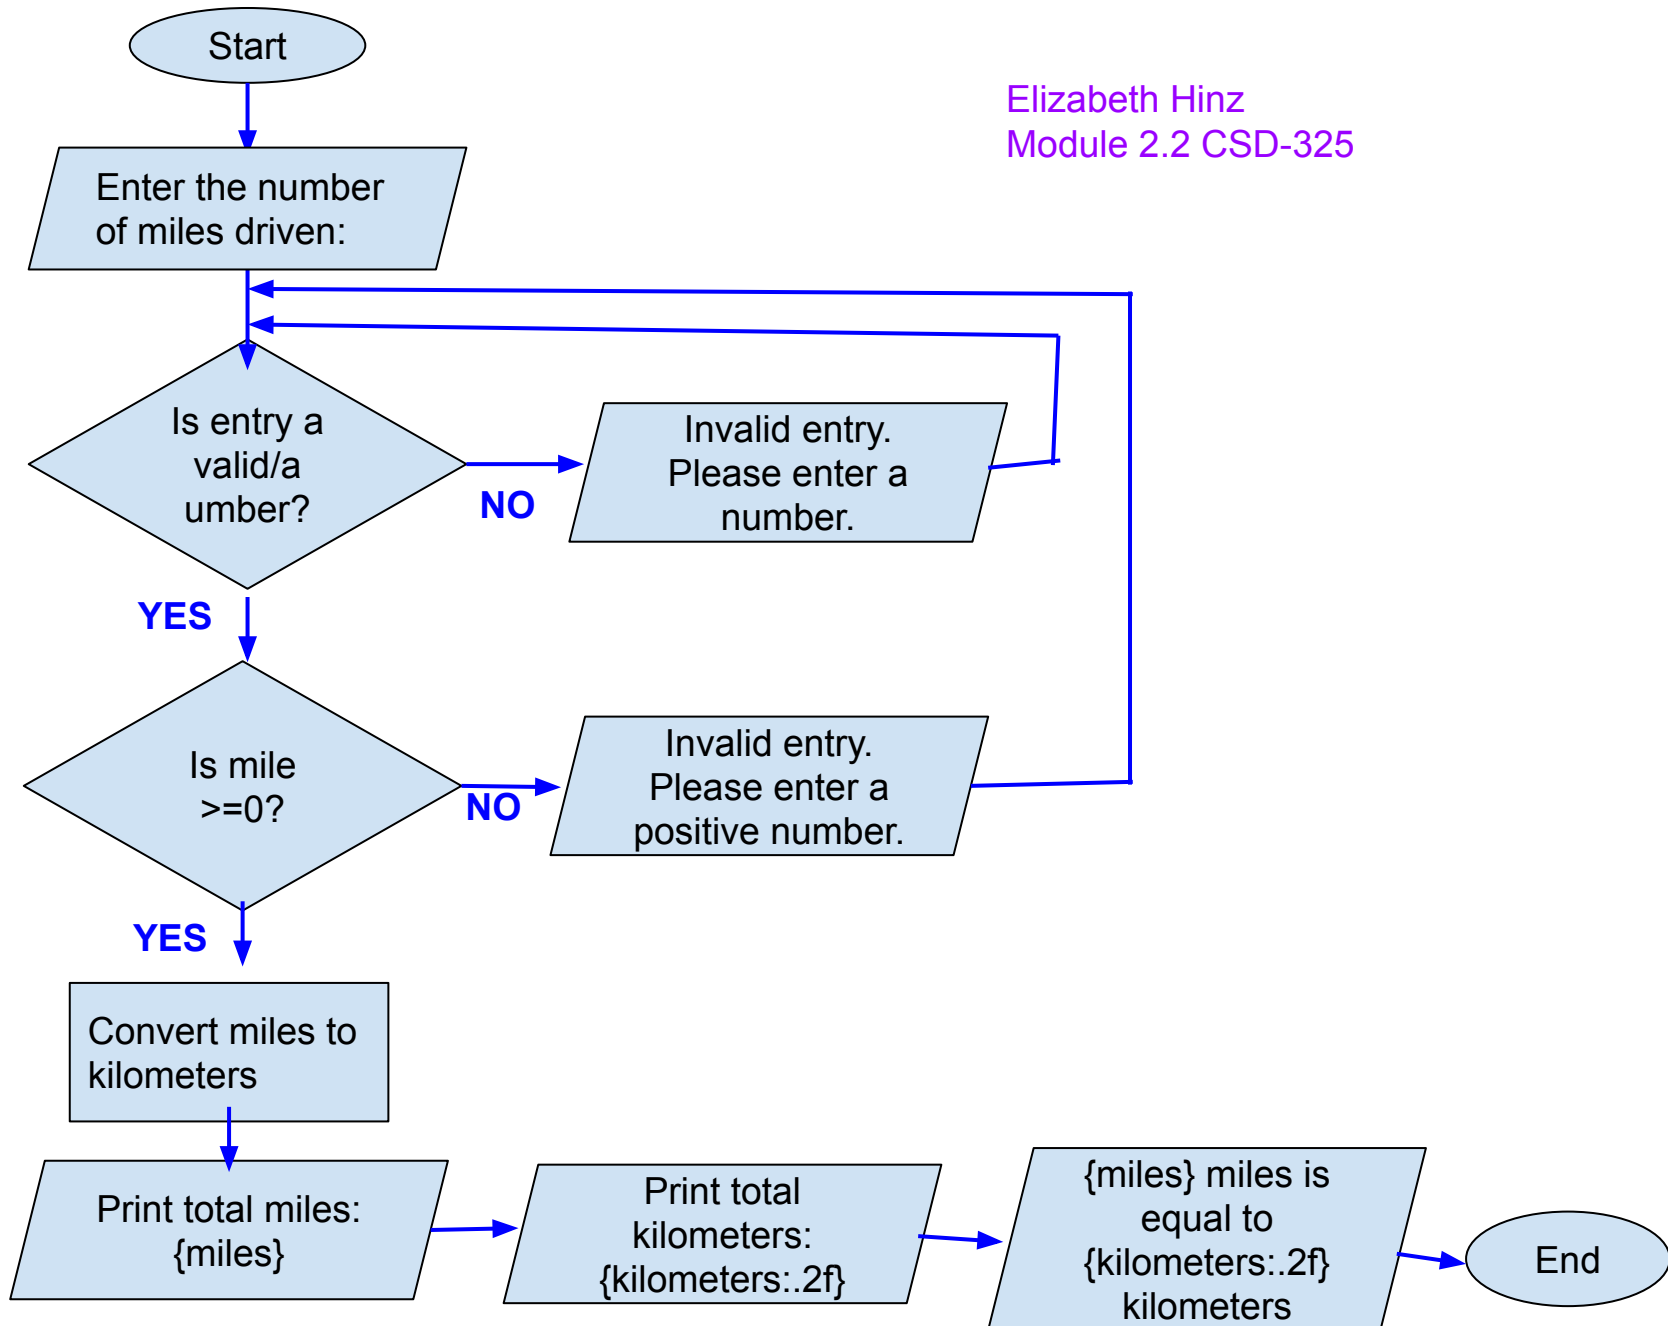 Start
Elizabeth Hinz
Module 2.2 CSD-325
Enter the number
of miles driven:
Is entry a
valid/a
umber?
NO
Invalid entry.
Please enter a
number.
YES
Is mile
>=0?
NO
Invalid entry.
Please enter a
positive number.
YES
Convert miles to
kilometers
Print total miles:
{miles}
Print total
kilometers:
{kilometers:.2f}
{miles} miles is
equal to
{kilometers:.2f}
kilometers
End